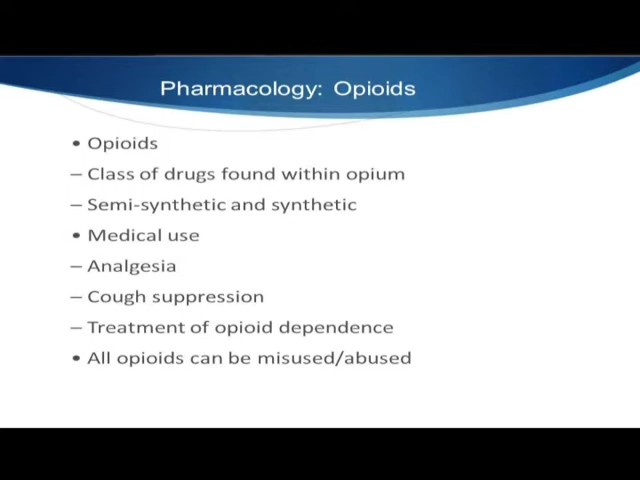 Pharmacology: Opioids
• Opioids
– Class of drugs found within opium
– Semi-synthetic and synthetic
• Medical use
– Analgesia
– Cough suppression
– Treatment of opioid dependence
• All opioids can be misused/abused